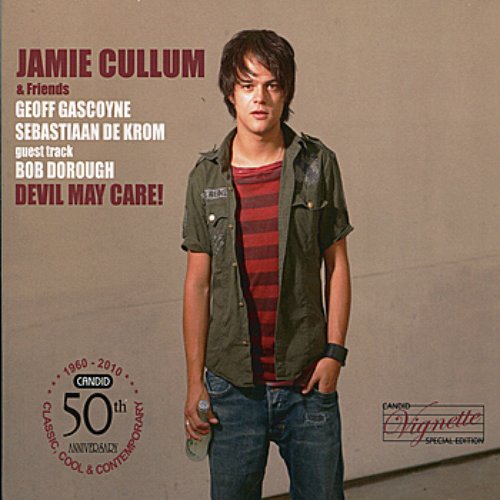 JAMIE CULLUM
& Friends
GEOFF GASCOYNE
SEBASTIAAN DE KROM
guest track
BOB DOROUGH
DEVIL MAY CARE!
1960 - 2010
CANDID
50th
ANNIVERSARY
CLASSIC, COOL & CONTEMPORARY
CANDID
Vignette
SPECIAL EDITION